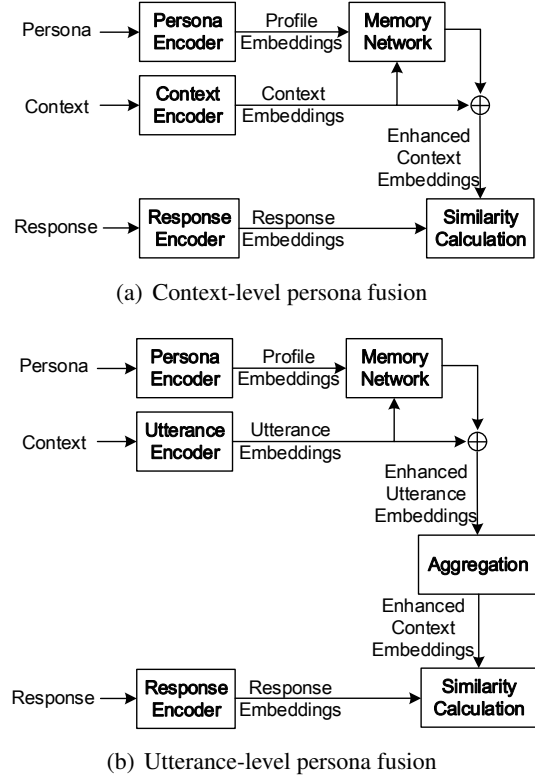 Persona
Persona
Encoder
Profile
Embeddings
Memory
Network
Context
Context
Encoder
Context
Embeddings
Enhanced
Context
Embeddings
Response
Response
Encoder
Response
Embeddings
Similarity
Calculation
(a) Context-level persona fusion
Persona
Persona
Encoder
Profile
Embeddings
Memory
Network
Context
Utterance
Encoder
Utterance
Embeddings
Enhanced
Utterance
Embeddings
Aggregation
Enhanced
Context
Embeddings
Response
Response
Encoder
Response
Embeddings
Similarity
Calculation
(b) Utterance-level persona fusion